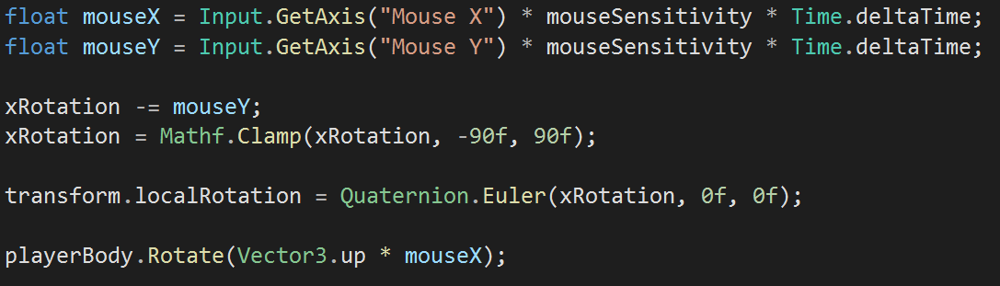 float mouseX = Input.GetAxis("Mouse X") * mouseSensitivity * Time.deltaTime;
float mouseY = Input.GetAxis("Mouse Y") * mouseSensitivity * Time.deltaTime;
xRotation -= mouseY;
xRotation = Mathf.Clamp(xRotation, -90f, 90f);
transform.localRotation = Quaternion.Euler(xRotation, 0f, 0f);
playerBody.Rotate(Vector3.up * mouseX);